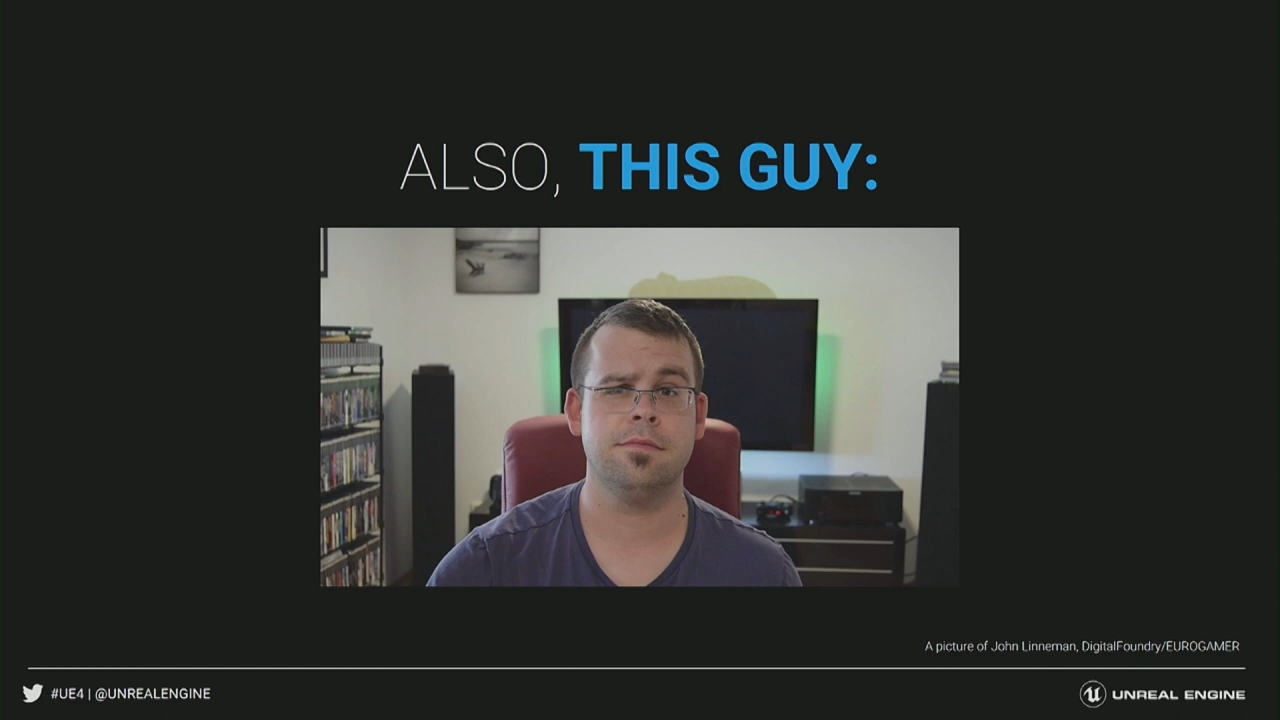 ALSO, THIS GUY:
A picture of John Linneman, DigitalFoundry/EUROGAMER
#UE4 | @UNREALENGINE
UNREAL ENGINE